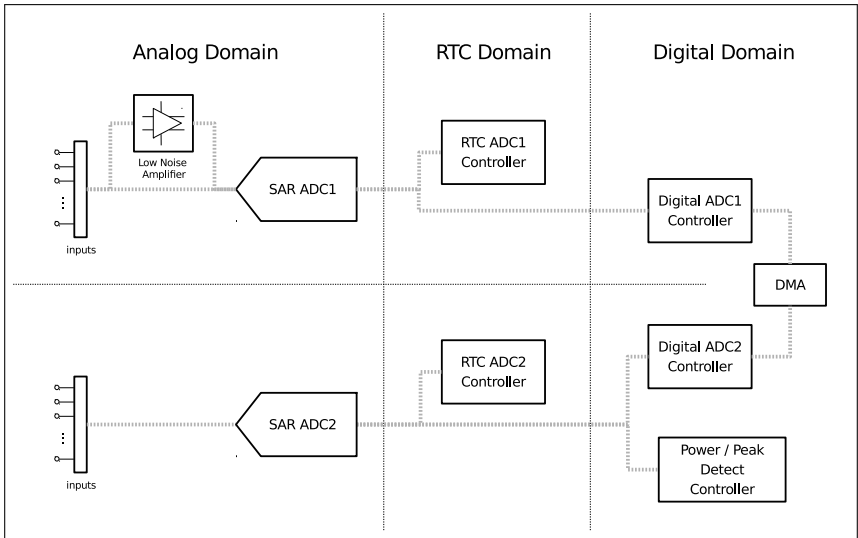 Analog Domain
RTC Domain
Digital Domain
Low Noise
Amplifier
inputs
SAR ADC1
RTC ADC1
Controller
Digital ADC1
Controller
DMA
inputs
SAR ADC2
RTC ADC2
Controller
Digital ADC2
Controller
Power / Peak
Detect
Controller